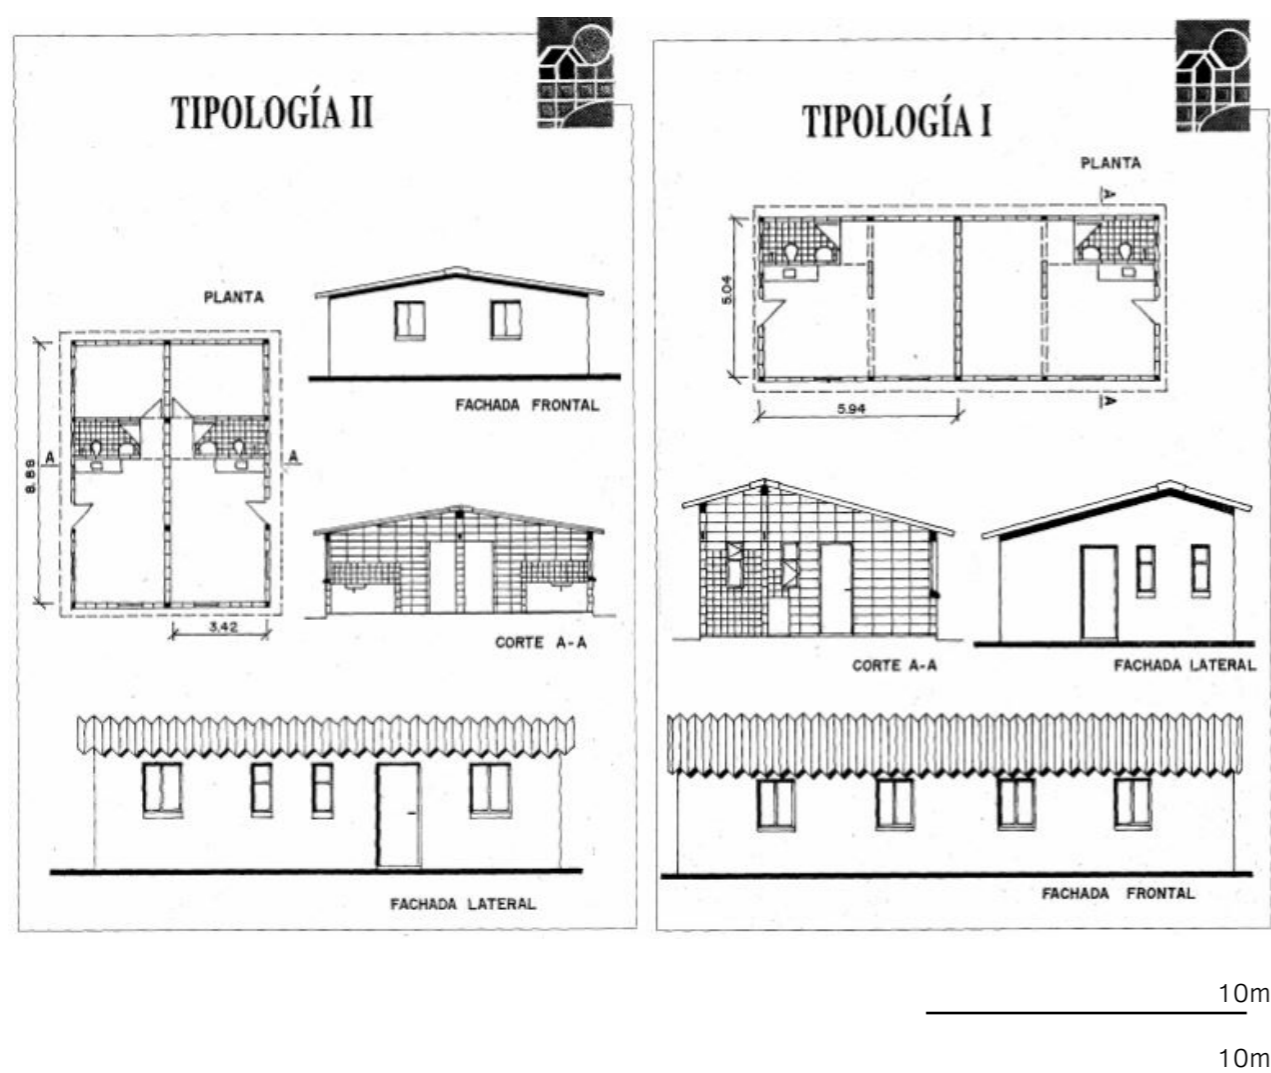 TIPOLOGÍA II
PLANTA
FACHADA FRONTAL
A
A
8.89
3.42
CORTE A-A
FACHADA LATERAL
TIPOLOGÍA I
PLANTA
A
5.04
A
5.94
CORTE A-A
FACHADA LATERAL
FACHADA FRONTAL
10m
10m